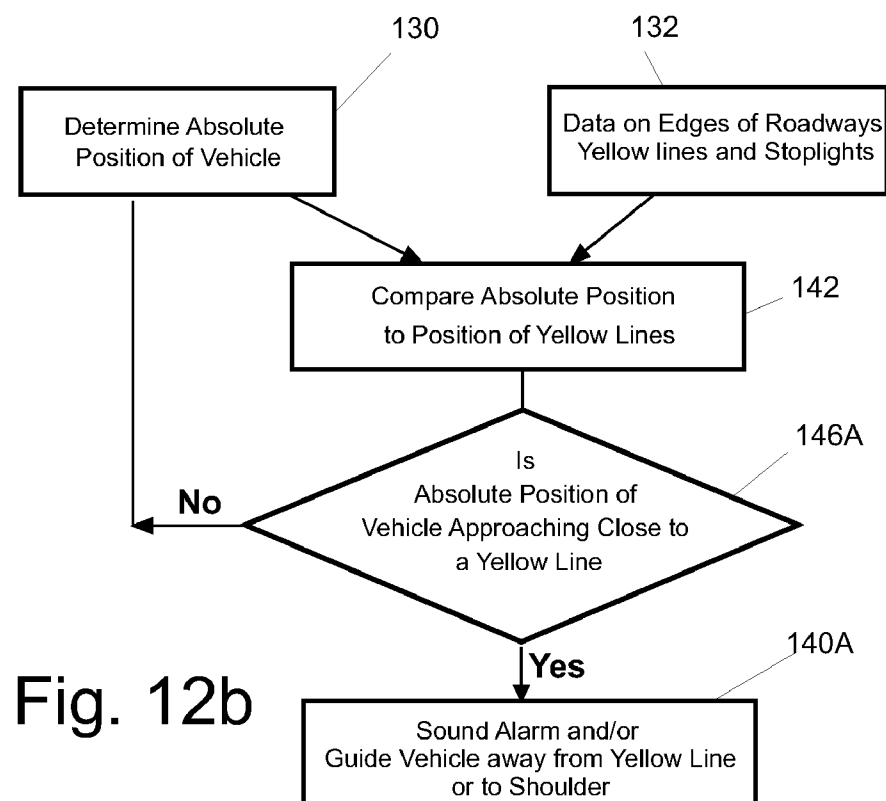 130
132
Determine Absolute
Position of Vehicle
Data on Edges of Roadways
Yellow lines and Stoplights
Compare Absolute Position
to Position of Yellow Lines
142
146A
Is
Absolute Position of
Vehicle Approaching Close to
a Yellow Line
No
Yes
140A
Fig. 12b
Sound Alarm and/or
Guide Vehicle away from Yellow Line
or to Shoulder